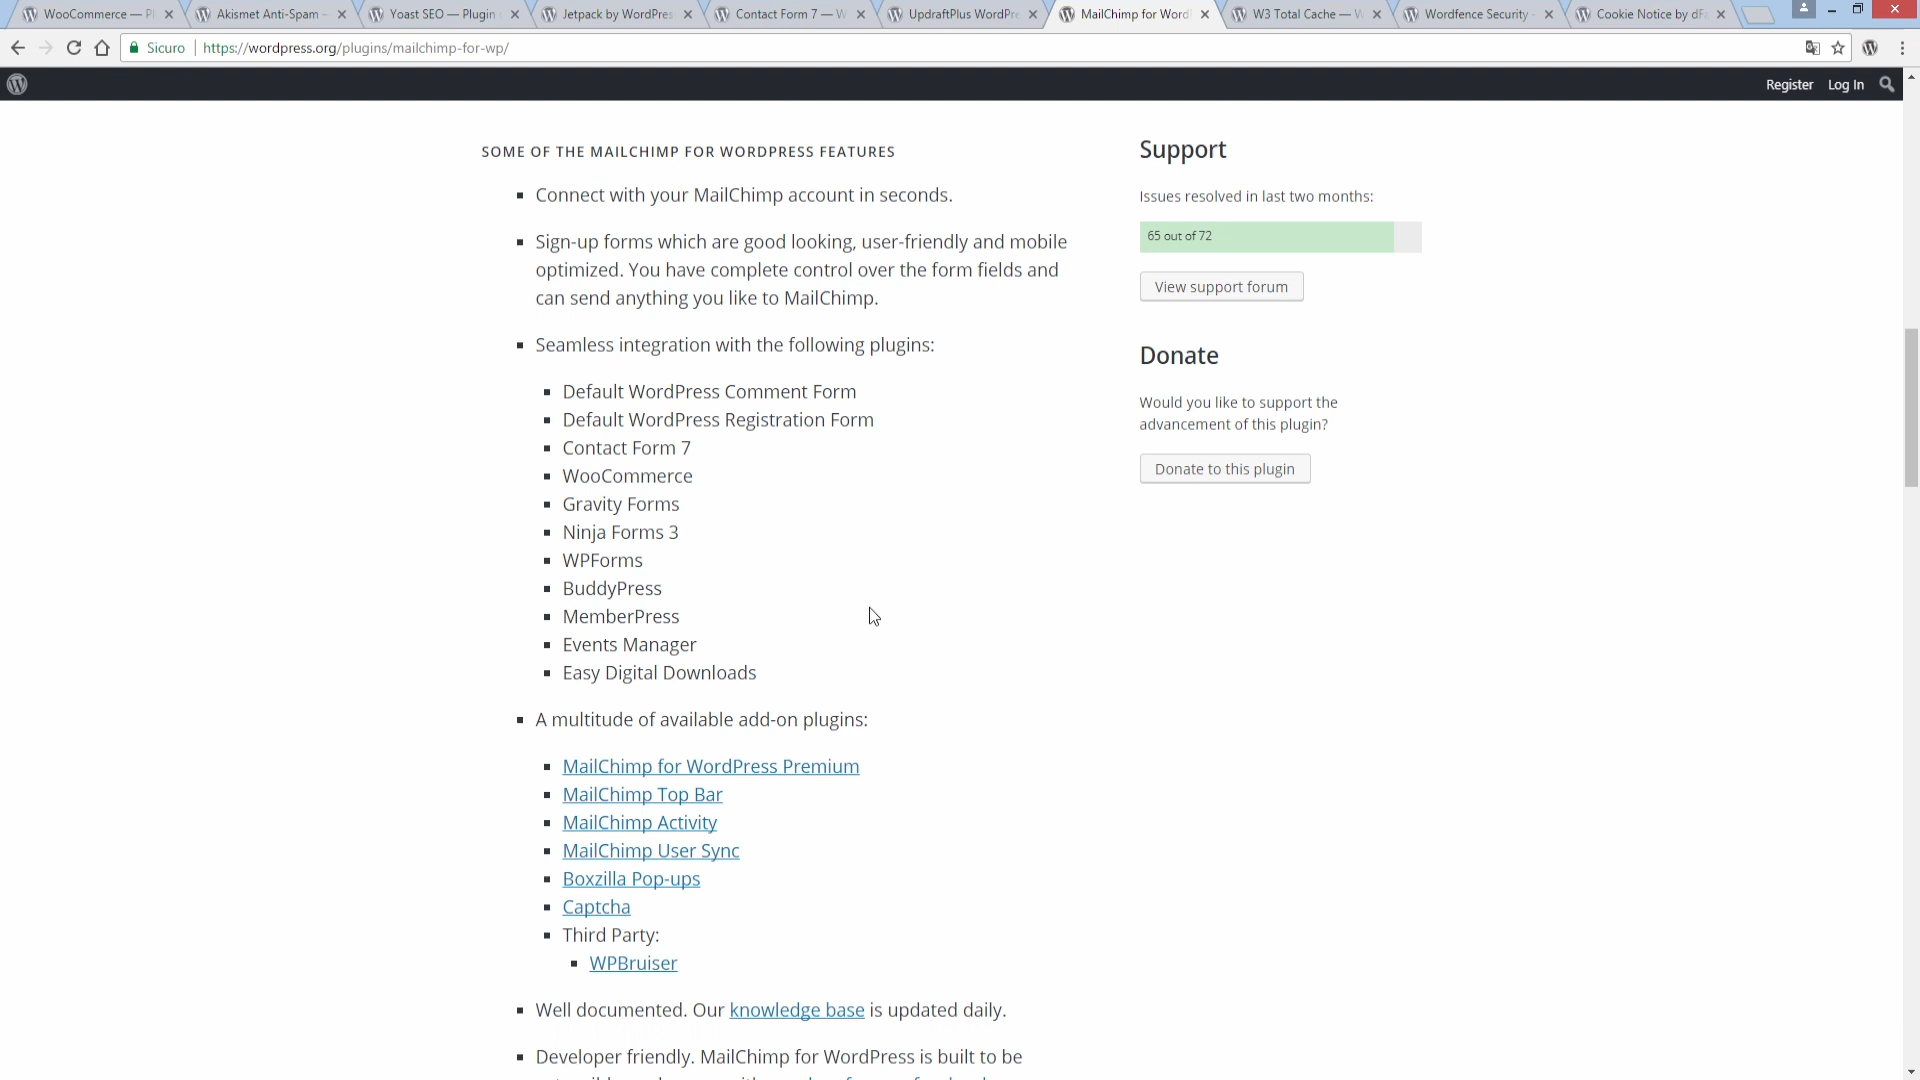 WooCommerce — Pl
Akismet Anti-Spam –
Yoast SEO — Plugin
Jetpack by WordPres
Contact Form 7 — W
UpdraftPlus WordPre
MailChimp for Word
W3 Total Cache — W
Wordfence Security –
Cookie Notice by dFa
Sicuro
https://wordpress.org/plugins/mailchimp-for-wp/
Register
Log In
SOME OF THE MAILCHIMP FOR WORDPRESS FEATURES
Connect with your MailChimp account in seconds.
Sign-up forms which are good looking, user-friendly and mobile
optimized. You have complete control over the form fields and
can send anything you like to MailChimp.
Seamless integration with the following plugins:
Default WordPress Comment Form
Default WordPress Registration Form
Contact Form 7
WooCommerce
Gravity Forms
Ninja Forms 3
WPForms
BuddyPress
MemberPress
Events Manager
Easy Digital Downloads
A multitude of available add-on plugins:
MailChimp for WordPress Premium
MailChimp Top Bar
MailChimp Activity
MailChimp User Sync
Boxzilla Pop-ups
Captcha
Third Party:
WPBruiser
Well documented. Our knowledge base is updated daily.
Developer friendly. MailChimp for WordPress is built to be
Support
Issues resolved in last two months:
65 out of 72
View support forum
Donate
Would you like to support the
advancement of this plugin?
Donate to this plugin